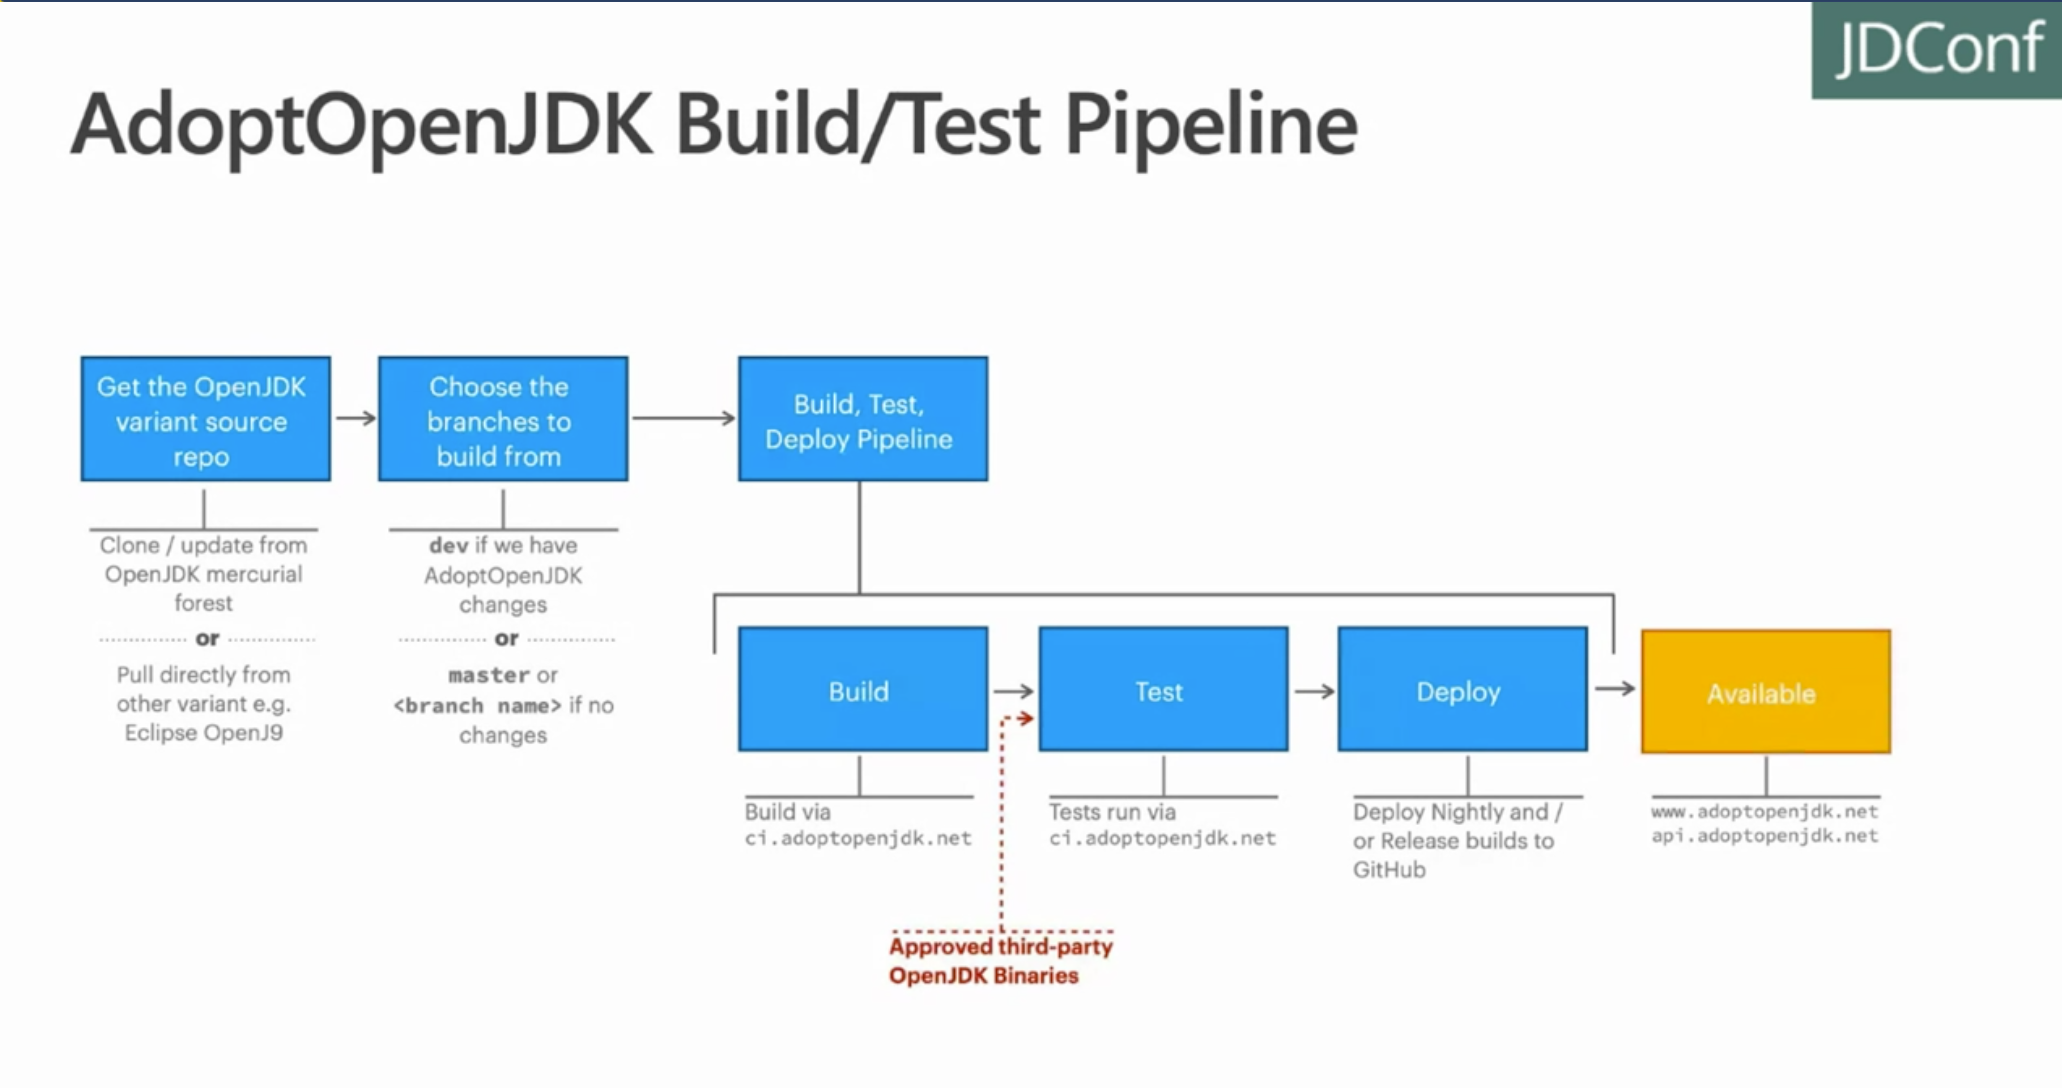 JDConf
AdoptOpenJDK Build/Test Pipeline
Get the OpenJDK
variant source
repo
Clone / update from
OpenJDK mercurial
forest
or
Pull directly from
other variant e.g.
Eclipse OpenJ9
Choose the
branches to
build from
dev if we have
AdoptOpenJDK
changes
or
master or
<branch name> if no
changes
Build, Test,
Deploy Pipeline
Build
Build via
ci.adoptopenjdk.net
Test
Tests run via
ci.adoptopenjdk.net
Deploy
Deploy Nightly and /
or Release builds to
GitHub
Available
www.adoptopenjdk.net
api.adoptopenjdk.net
Approved third-party
OpenJDK Binaries